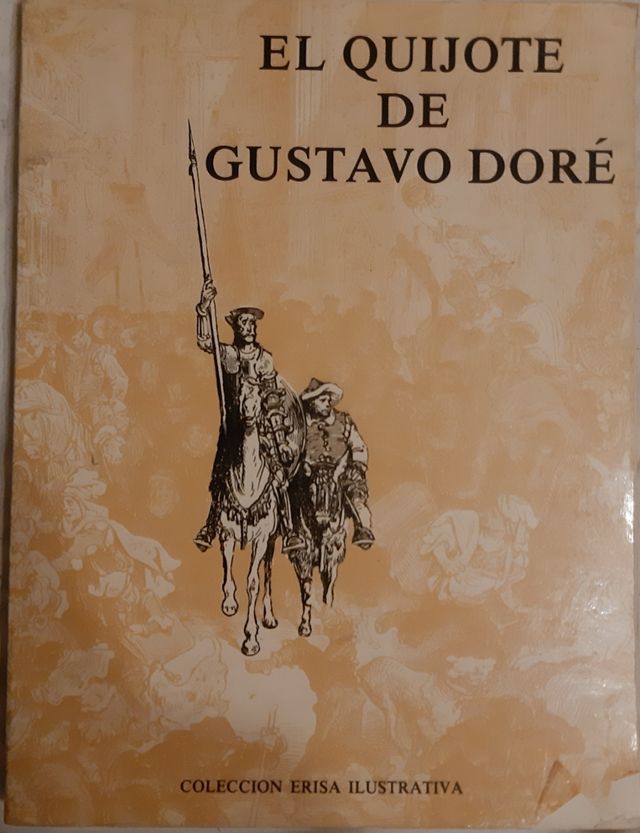 EL QUIJOTE
DE
GUSTAVO DORÉ
COLECCION ERISA ILUSTRATIVA